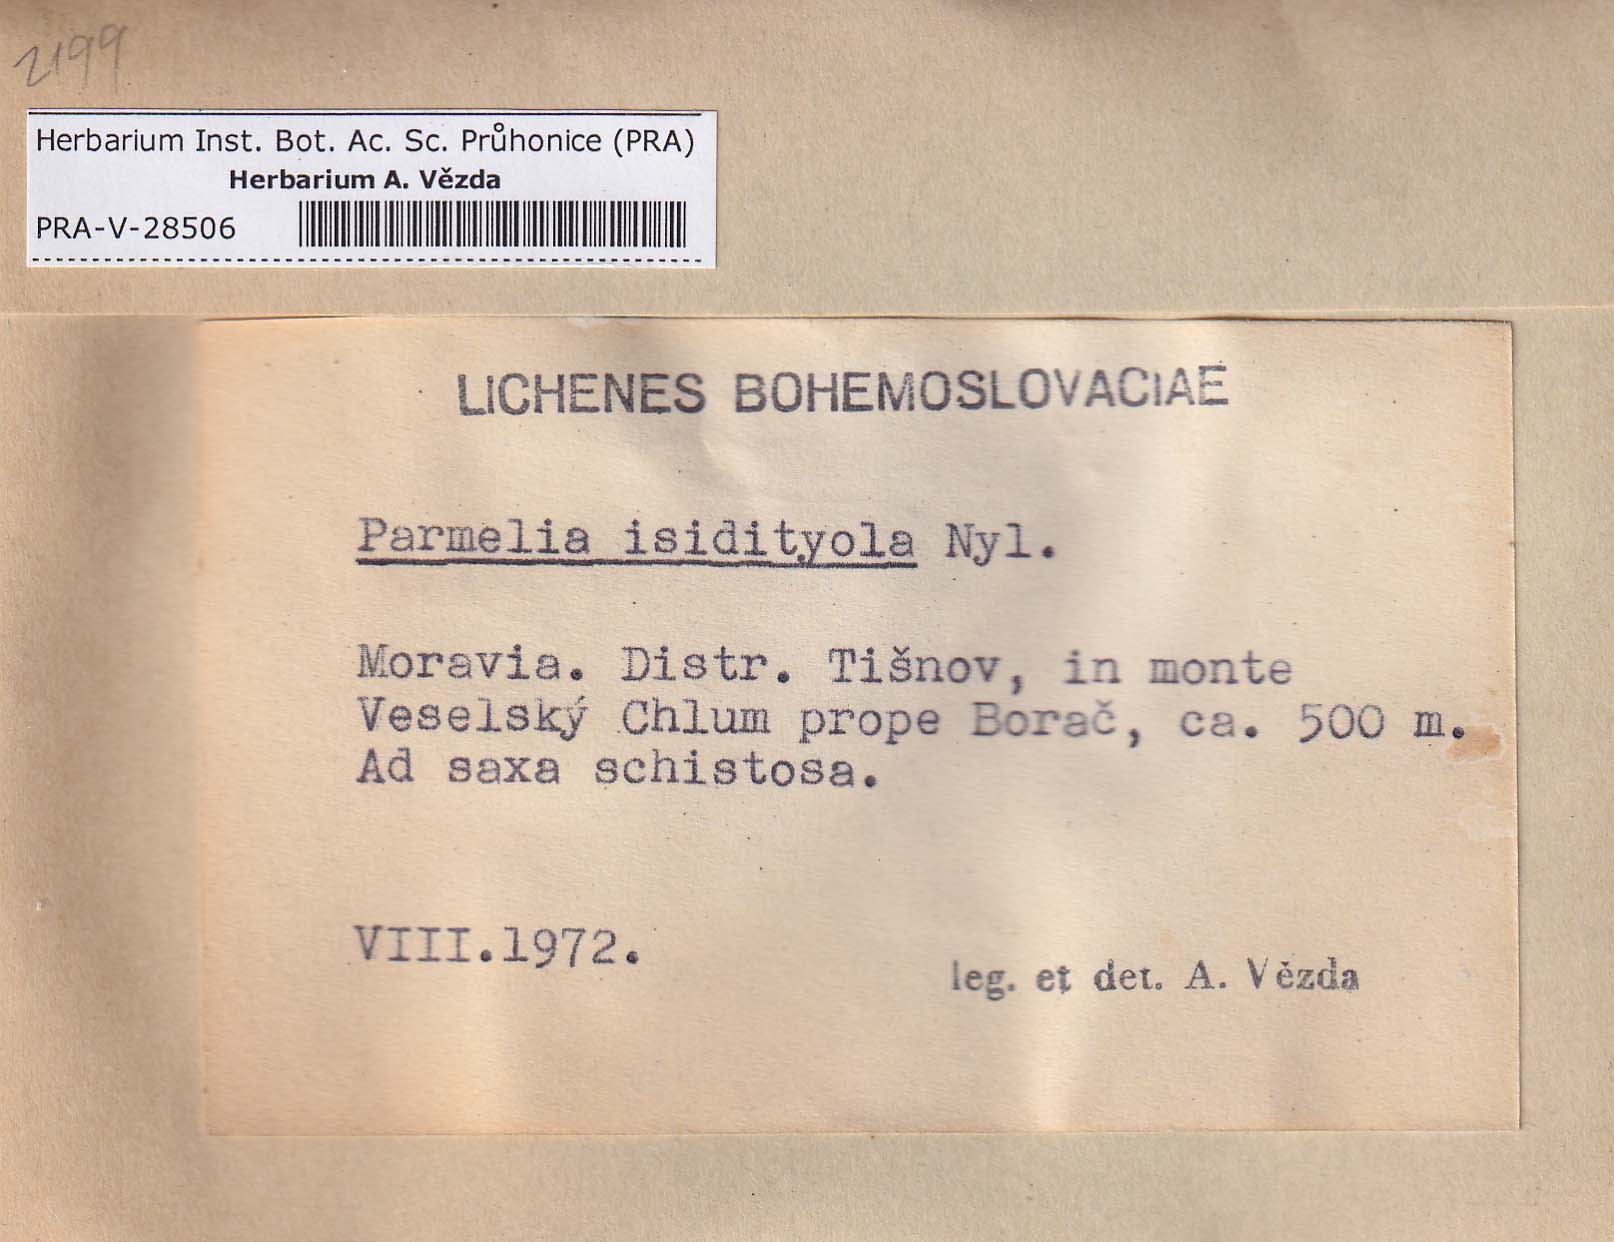 2199
Herbarium Inst. Bot. Ac. Sc. Průhonice (PRA)
Herbarium A. Vězda
PRA-V-28506
LICHENES BOHEMOSLOVACIAE
Parmelia isidityola Nyl.
Moravia. Distr. Tišnov, in monte
Veselský Chlum prope Borač, ca. 500 m.
Ad saxa schistosa.
VIII.1972.
leg. et det. A. Vězda